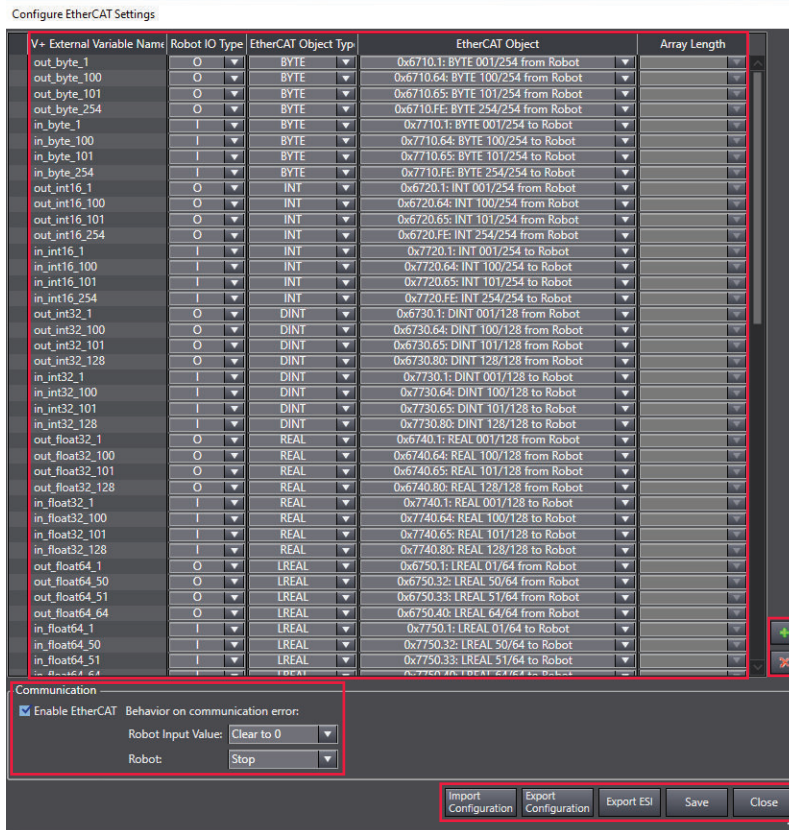 Configure EtherCAT Settings
V+ External Variable Name Robot IO Type EtherCAT Object Typ EtherCAT Object Array Length
out_byte_1 O BYTE 0x6710.1: BYTE 001/254 from Robot
out_byte_100 O BYTE 0x6710.64: BYTE 100/254 from Robot
out_byte_101 O BYTE 0x6710.65: BYTE 101/254 from Robot
out_byte_254 O BYTE 0x6710.FE: BYTE 254/254 from Robot
in_byte_1 I BYTE 0x7710.1: BYTE 001/254 to Robot
in_byte_100 I BYTE 0x7710.64: BYTE 100/254 to Robot
in_byte_101 I BYTE 0x7710.65: BYTE 101/254 to Robot
in_byte_254 I BYTE 0x7710.FE: BYTE 254/254 to Robot
out_int16_1 O INT 0x6720.1: INT 001/254 from Robot
out_int16_100 O INT 0x6720.64: INT 100/254 from Robot
out_int16_101 O INT 0x6720.65: INT 101/254 from Robot
out_int16_254 O INT 0x6720.FE: INT 254/254 from Robot
in_int16_1 I INT 0x7720.1: INT 001/254 to Robot
in_int16_100 I INT 0x7720.64: INT 100/254 to Robot
in_int16_101 I INT 0x7720.65: INT 101/254 to Robot
in_int16_254 I INT 0x7720.FE: INT 254/254 to Robot
out_int32_1 O DINT 0x6730.1: DINT 001/128 from Robot
out_int32_100 O DINT 0x6730.64: DINT 100/128 from Robot
out_int32_101 O DINT 0x6730.65: DINT 101/128 from Robot
out_int32_128 O DINT 0x6730.80: DINT 128/128 from Robot
in_int32_1 I DINT 0x7730.1: DINT 001/128 to Robot
in_int32_100 I DINT 0x7730.64: DINT 100/128 to Robot
in_int32_101 I DINT 0x7730.65: DINT 101/128 to Robot
in_int32_128 I DINT 0x7730.80: DINT 128/128 to Robot
out_float32_1 O REAL 0x6740.1: REAL 001/128 from Robot
out_float32_100 O REAL 0x6740.64: REAL 100/128 from Robot
out_float32_101 O REAL 0x6740.65: REAL 101/128 from Robot
out_float32_128 O REAL 0x6740.80: REAL 128/128 from Robot
in_float32_1 I REAL 0x7740.1: REAL 001/128 to Robot
in_float32_100 I REAL 0x7740.64: REAL 100/128 to Robot
in_float32_101 I REAL 0x7740.65: REAL 101/128 to Robot
in_float32_128 I REAL 0x7740.80: REAL 128/128 to Robot
out_float64_1 O LREAL 0x6750.1: LREAL 01/64 from Robot
out_float64_50 O LREAL 0x6750.32: LREAL 50/64 from Robot
out_float64_51 O LREAL 0x6750.33: LREAL 51/64 from Robot
out_float64_64 O LREAL 0x6750.40: LREAL 64/64 from Robot
in_float64_1 I LREAL 0x7750.1: LREAL 01/64 to Robot
in_float64_50 I LREAL 0x7750.32: LREAL 50/64 to Robot
in_float64_51 I LREAL 0x7750.33: LREAL 51/64 to Robot
in_float64_64 I LREAL 0x7750.40: LREAL 64/64 to Robot
Communication
Enable EtherCAT Behavior on communication error:
Robot Input Value: Clear to 0
Robot: Stop
Import Configuration Export Configuration Export ESI Save Close